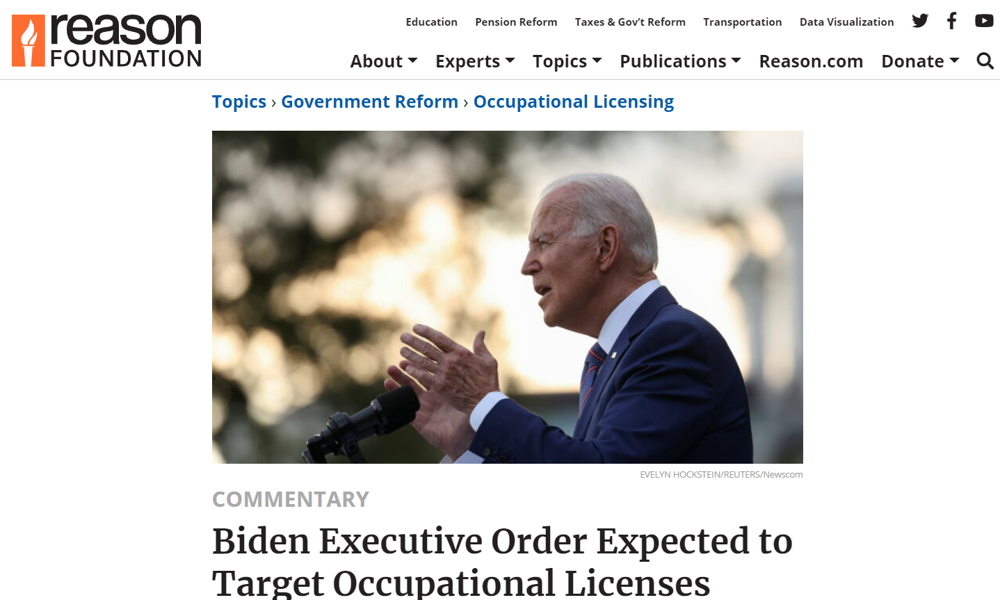 reason
FOUNDATION
Education Pension Reform Taxes & Gov’t Reform Transportation Data Visualization
About Experts Topics Publications Reason.com Donate
Topics › Government Reform › Occupational Licensing
EVELYN HOCKSTEIN/REUTERS/Newscom
COMMENTARY
Biden Executive Order Expected to
Target Occupational Licenses